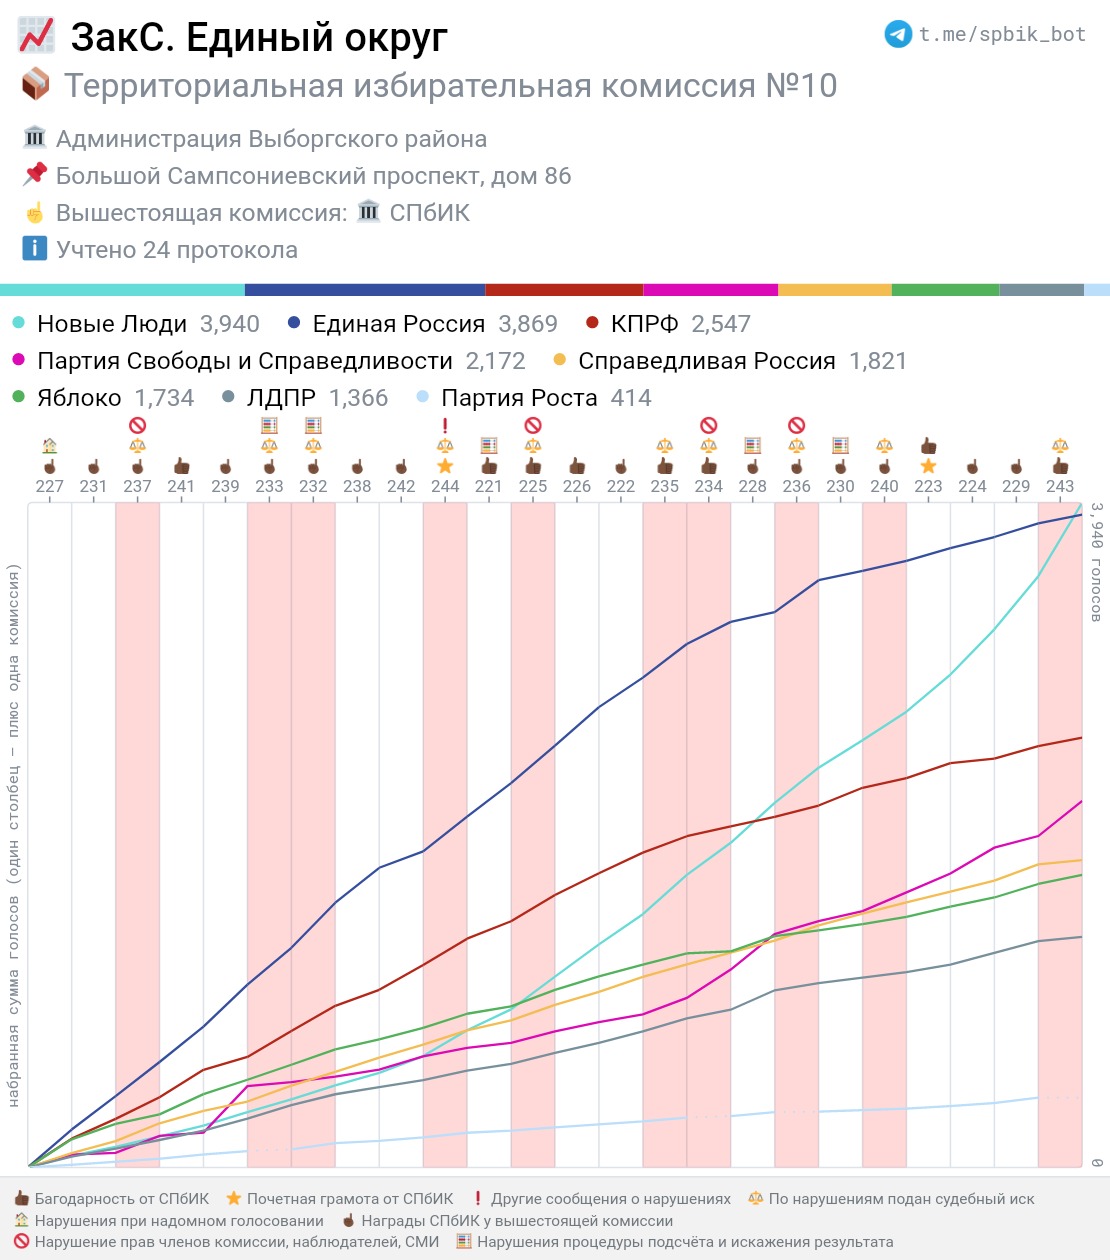 ЗакС. Единый округ
t.me/spbik_bot
Территориальная избирательная комиссия №10
Администрация Выборгского района
Большой Сампсониевский проспект, дом 86
Вышестоящая комиссия: СПбИК
Учтено 24 протокола
Новые Люди 3,940 Единая Россия 3,869 КПРФ 2,547
Партия Свободы и Справедливости 2,172 Справедливая Россия 1,821
Яблоко 1,734 ЛДПР 1,366 Партия Роста 414
227 231 237 241 239 233 232 238 242 244 221 225 226 222 235 234 228 236 230 240 223 224 229 243
набранная сумма голосов (один столбец — плюс одна комиссия)
3,940 голосов
0
Багодарность от СПбИК Почетная грамота от СПбИК Другие сообщения о нарушениях По нарушениям подан судебный иск
Нарушения при надомном голосовании Награды СПбИК у вышестоящей комиссии
Нарушение прав членов комиссии, наблюдателей, СМИ Нарушения процедуры подсчёта и искажения результата